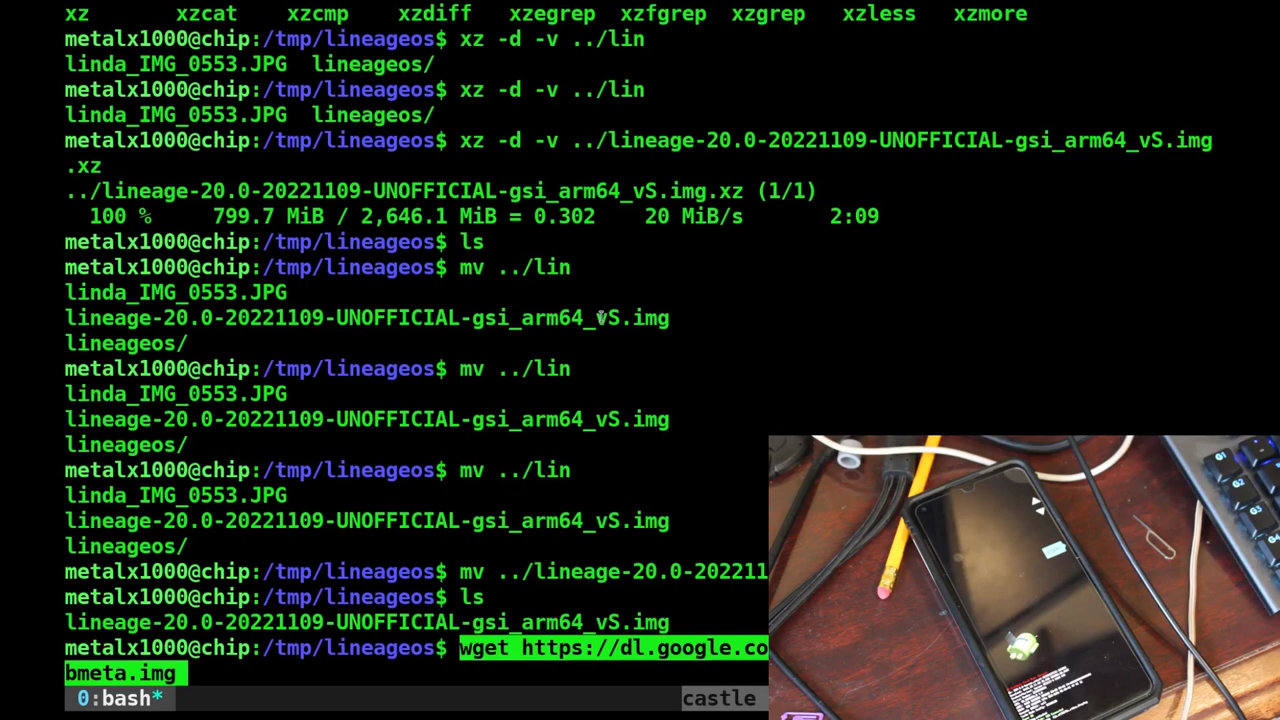 xz xzcat xzcmp xzdiff xzegrep xzfgrep xzgrep xzless xzmore
metalx1000@chip:/tmp/lineageos$ xz -d -v ../lin
linda_IMG_0553.JPG lineageos/
metalx1000@chip:/tmp/lineageos$ xz -d -v ../lin
linda_IMG_0553.JPG lineageos/
metalx1000@chip:/tmp/lineageos$ xz -d -v ../lineage-20.0-20221109-UNOFFICIAL-gsi_arm64_vS.img
.xz
../lineage-20.0-20221109-UNOFFICIAL-gsi_arm64_vS.img.xz (1/1)
100 % 799.7 MiB / 2,646.1 MiB = 0.302 20 MiB/s 2:09
metalx1000@chip:/tmp/lineageos$ ls
metalx1000@chip:/tmp/lineageos$ mv ../lin
linda_IMG_0553.JPG
lineage-20.0-20221109-UNOFFICIAL-gsi_arm64_vS.img
lineageos/
metalx1000@chip:/tmp/lineageos$ mv ../lin
linda_IMG_0553.JPG
lineage-20.0-20221109-UNOFFICIAL-gsi_arm64_vS.img
lineageos/
metalx1000@chip:/tmp/lineageos$ mv ../lin
linda_IMG_0553.JPG
lineage-20.0-20221109-UNOFFICIAL-gsi_arm64_vS.img
lineageos/
metalx1000@chip:/tmp/lineageos$ mv ../lineage-20.0-202211
metalx1000@chip:/tmp/lineageos$ ls
lineage-20.0-20221109-UNOFFICIAL-gsi_arm64_vS.img
metalx1000@chip:/tmp/lineageos$ wget https://dl.google.co
bmeta.img
0:bash* castle
G1
G2
G3
G4